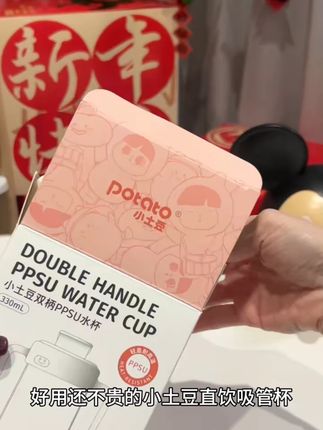 新年
potato®
小土豆
DOUBLE HANDLE
PPSU WATER CUP
小土豆双柄PPSU水杯
330mL
PPSU
HEAT RESISTANT
好用还不贵的小土豆直饮吸管杯